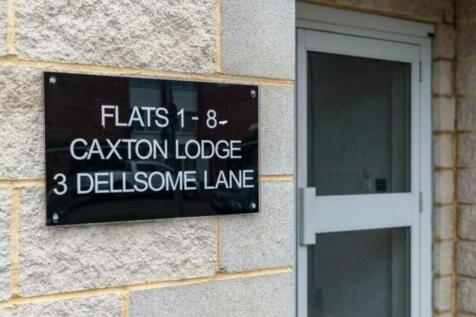 FLATS 1 - 8-
CAXTON LODGE
3 DELLSOME LANE